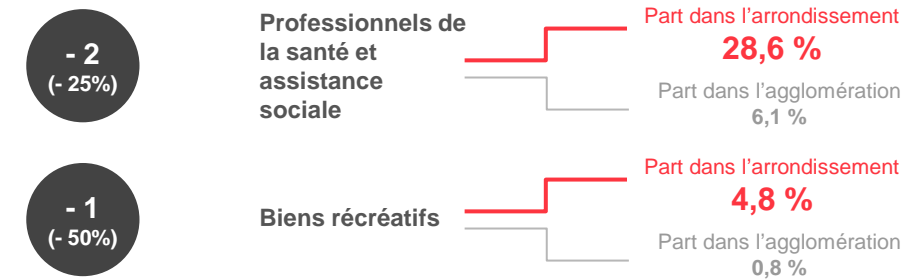 - 2
(- 25%)
Professionnels de
la santé et
assistance
sociale
Part dans l'arrondissement
28,6 %
Part dans l'agglomération
6,1 %
- 1
(- 50%)
Biens récréatifs
Part dans l'arrondissement
4,8 %
Part dans l'agglomération
0,8 %